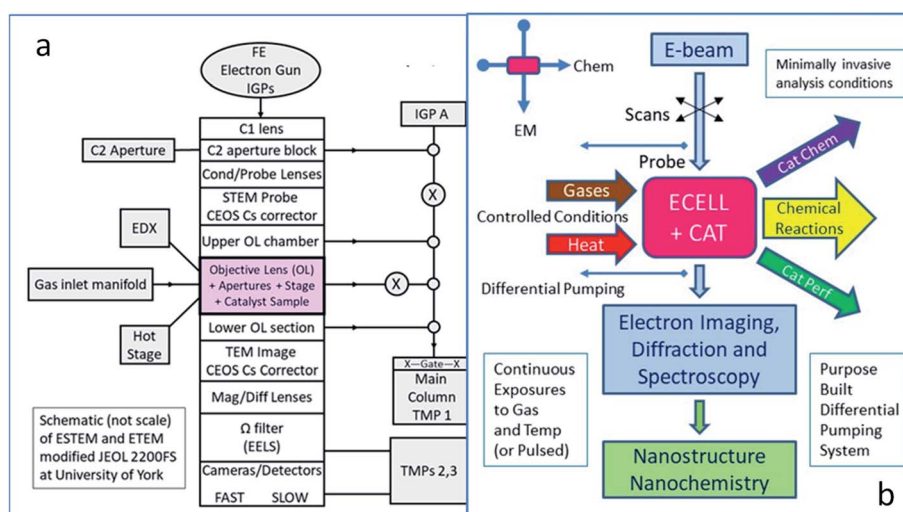 a
FE
Electron Gun
IGPs
C1 lens
C2 Aperture
C2 aperture block
Cond/Probe Lenses
STEM Probe
CEOS Cs corrector
EDX
Upper OL chamber
Gas inlet manifold
Objective Lens (OL)
+ Apertures + Stage
+ Catalyst Sample
Hot
Stage
Lower OL section
TEM Image
CEOS Cs Corrector
Mag/Diff Lenses
Ω filter
(EELS)
Cameras/Detectors
FAST SLOW
IGP A
X
X
X—Gate—X
Main
Column
TMP 1
TMPs 2,3
Schematic (not scale)
of ESTEM and ETEM
modified JEOL 2200FS
at University of York
Chem
EM
E-beam
Minimally invasive
analysis conditions
Scans
Probe
Gases
Controlled Conditions
Heat
Differential Pumping
ECELL
+ CAT
Cat Chem
Chemical
Reactions
Cat Perf
Electron Imaging,
Diffraction and
Spectroscopy
Continuous
Exposures
to Gas
and Temp
(or Pulsed)
Purpose
Built
Differential
Pumping
System
Nanostructure
Nanochemistry
b